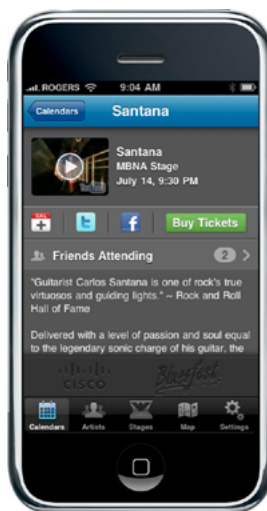 ROGERS 9:04 AM
Calendars Santana
Santana
MBNA Stage
July 14, 9:30 PM
CAL Buy Tickets
Friends Attending 2
"Guitarist Carlos Santana is one of rock's true
virtuosos and guiding lights." ~ Rock and Roll
Hall of Fame
Delivered with a level of passion and soul equal
to the legendary sonic charge of his guitar, the
CISCO Bluesfest
Calendars Artists Stages Map Settings